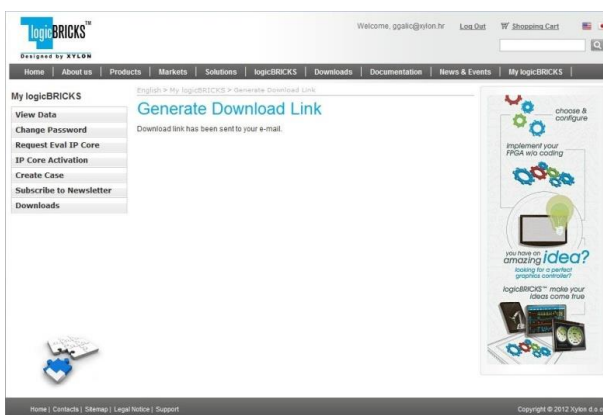 logicBRICKS™
Designed by XYLON
Welcome, ggalic@xylon.hr Log Out Shopping Cart
Home | About us | Products | Markets | Solutions | logicBRICKS | Downloads | Documentation | News & Events | My logicBRICKS |
My logicBRICKS
View Data
Change Password
Request Eval IP Core
IP Core Activation
Create Case
Subscribe to Newsletter
Downloads
English > My logicBRICKS > Generate Download Link
Generate Download Link
Download link has been sent to your e-mail.
choose &
configure
implement your
FPGA w/o coding
you have an
amazing idea?
looking for a perfect
graphics controller?
logicBRICKS™ make your
ideas come true
Home | Contacts | Sitemap | Legal Notice | Support
Copyright © 2012 Xylon d.o.o